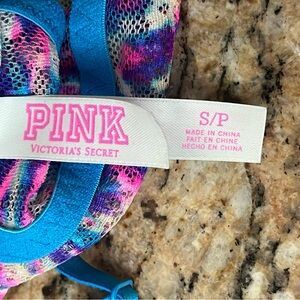 PINK
VICTORIA'S SECRET
S/P
MADE IN CHINA
FAIT EN CHINE
HECHO EN CHINA